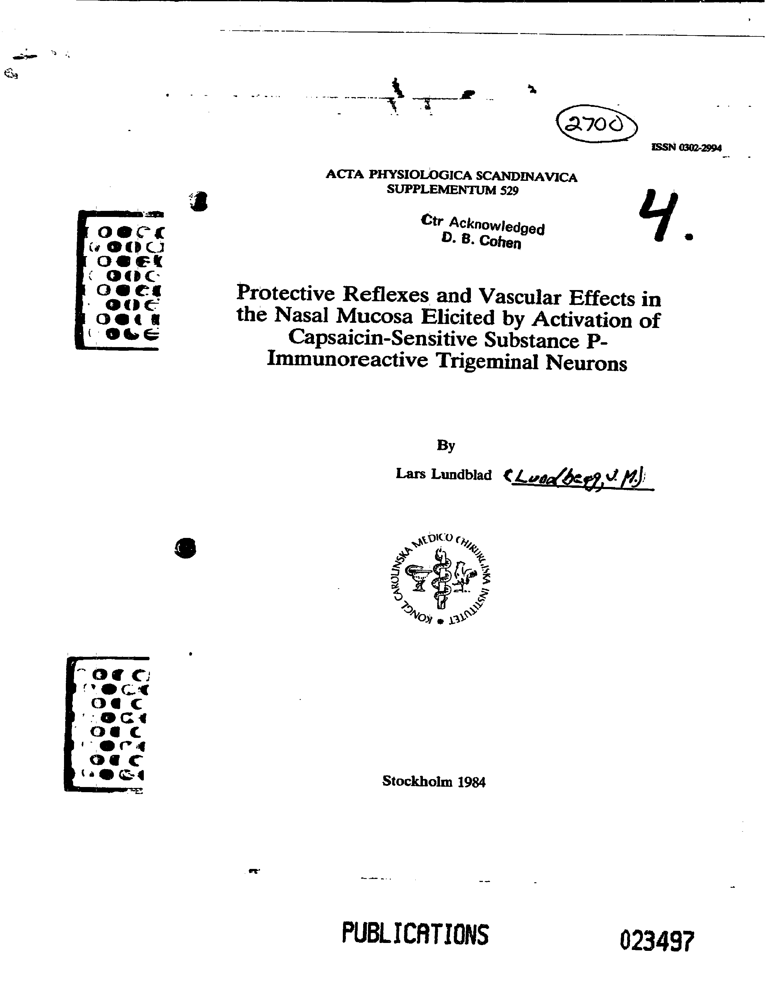 2700
ISSN 0302-2994
ACTA PHYSIOLOGICA SCANDINAVICA
SUPPLEMENTUM 529
4.
Ctr Acknowledged
D. B. Cohen
Protective Reflexes and Vascular Effects in
the Nasal Mucosa Elicited by Activation of
Capsaicin-Sensitive Substance P-
Immunoreactive Trigeminal Neurons
By
Lars Lundblad (Lundberg, J. M.)
KONGL CAROLINSKA MEDICO CHIRURGISKA INSTITUTET
Stockholm 1984
PUBLICATIONS
023497